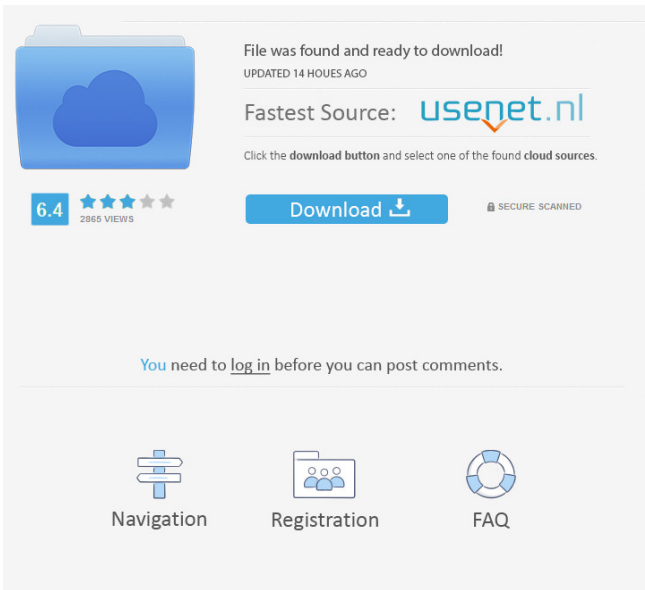 File was found and ready to download!
UPDATED 14 HOUES AGO
Fastest Source: usenet.nl
Click the download button and select one of the found cloud sources.
6.4
2865 VIEWS
Download
SECURE SCANNED
You need to log in before you can post comments.
Navigation
Registration
FAQ